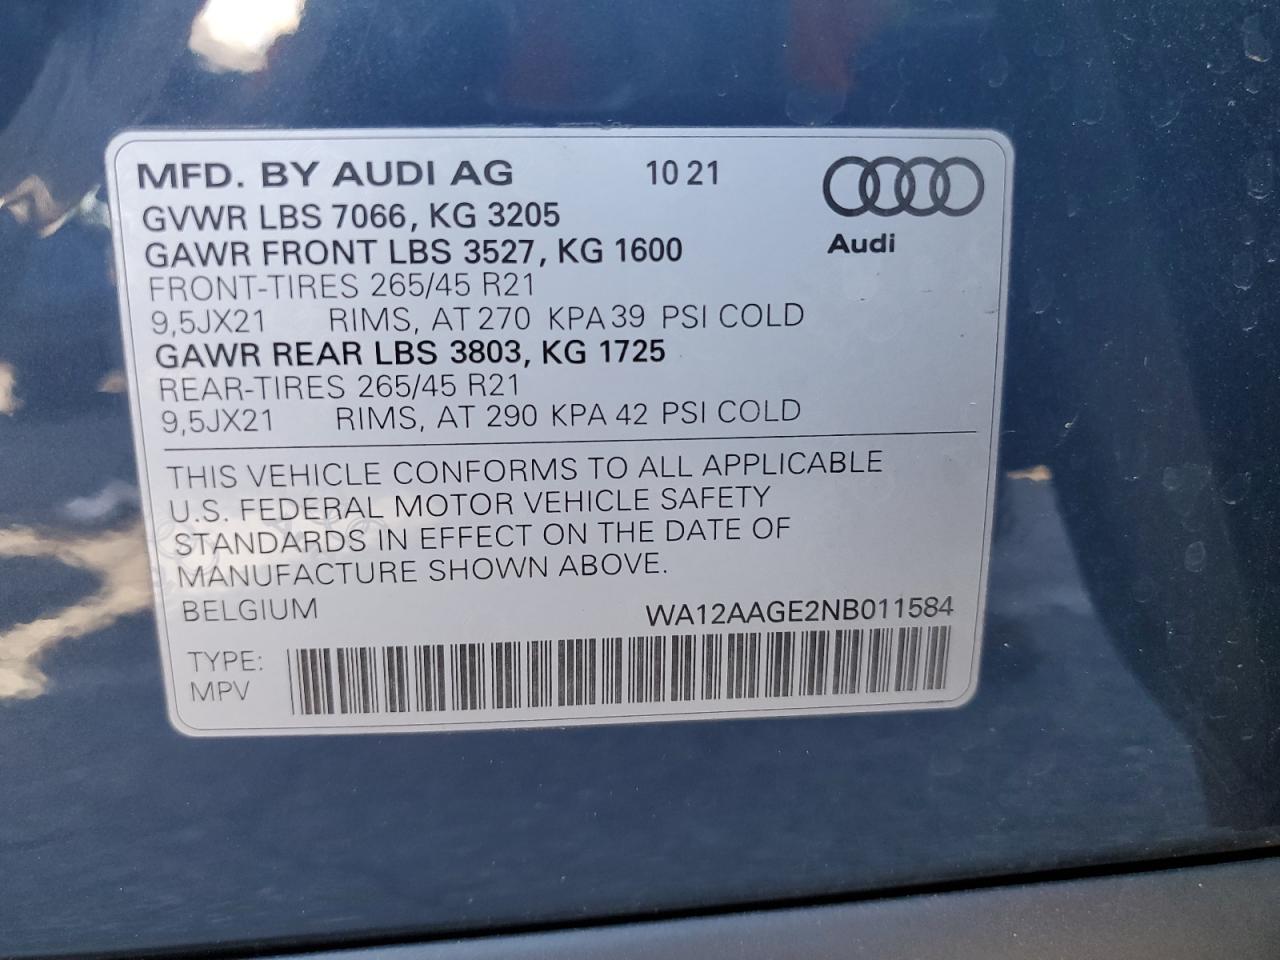 MFD. BY AUDI AG 10 21
Audi
GVWR LBS 7066, KG 3205
GAWR FRONT LBS 3527, KG 1600
FRONT-TIRES 265/45 R21
9,5JX21 RIMS, AT 270 KPA 39 PSI COLD
GAWR REAR LBS 3803, KG 1725
REAR-TIRES 265/45 R21
9,5JX21 RIMS, AT 290 KPA 42 PSI COLD
THIS VEHICLE CONFORMS TO ALL APPLICABLE
U.S. FEDERAL MOTOR VEHICLE SAFETY
STANDARDS IN EFFECT ON THE DATE OF
MANUFACTURE SHOWN ABOVE.
BELGIUM WA12AAGE2NB011584
TYPE:
MPV